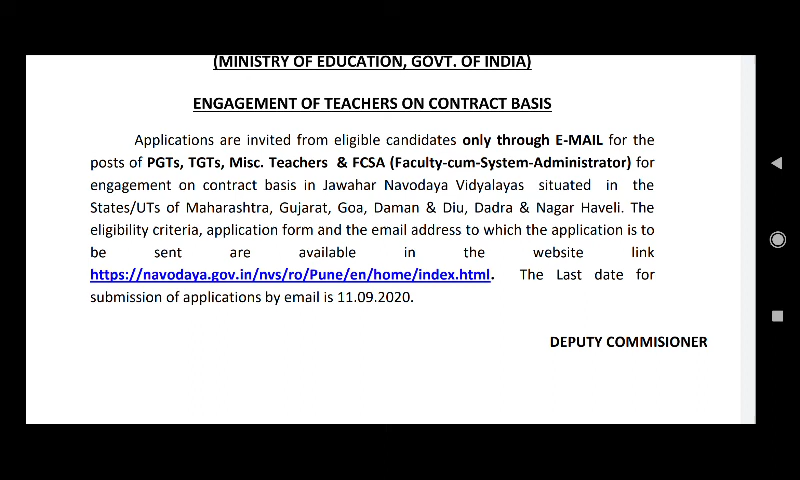 (MINISTRY OF EDUCATION, GOVT. OF INDIA)
ENGAGEMENT OF TEACHERS ON CONTRACT BASIS
Applications are invited from eligible candidates only through E-MAIL for the
posts of PGTs, TGTs, Misc. Teachers & FCSA (Faculty-cum-System-Administrator) for
engagement on contract basis in Jawahar Navodaya Vidyalayas situated in the
States/UTs of Maharashtra, Gujarat, Goa, Daman & Diu, Dadra & Nagar Haveli. The
eligibility criteria, application form and the email address to which the application is to
be sent are available in the website link
https://navodaya.gov.in/nvs/ro/Pune/en/home/index.html. The Last date for
submission of applications by email is 11.09.2020.
DEPUTY COMMISIONER